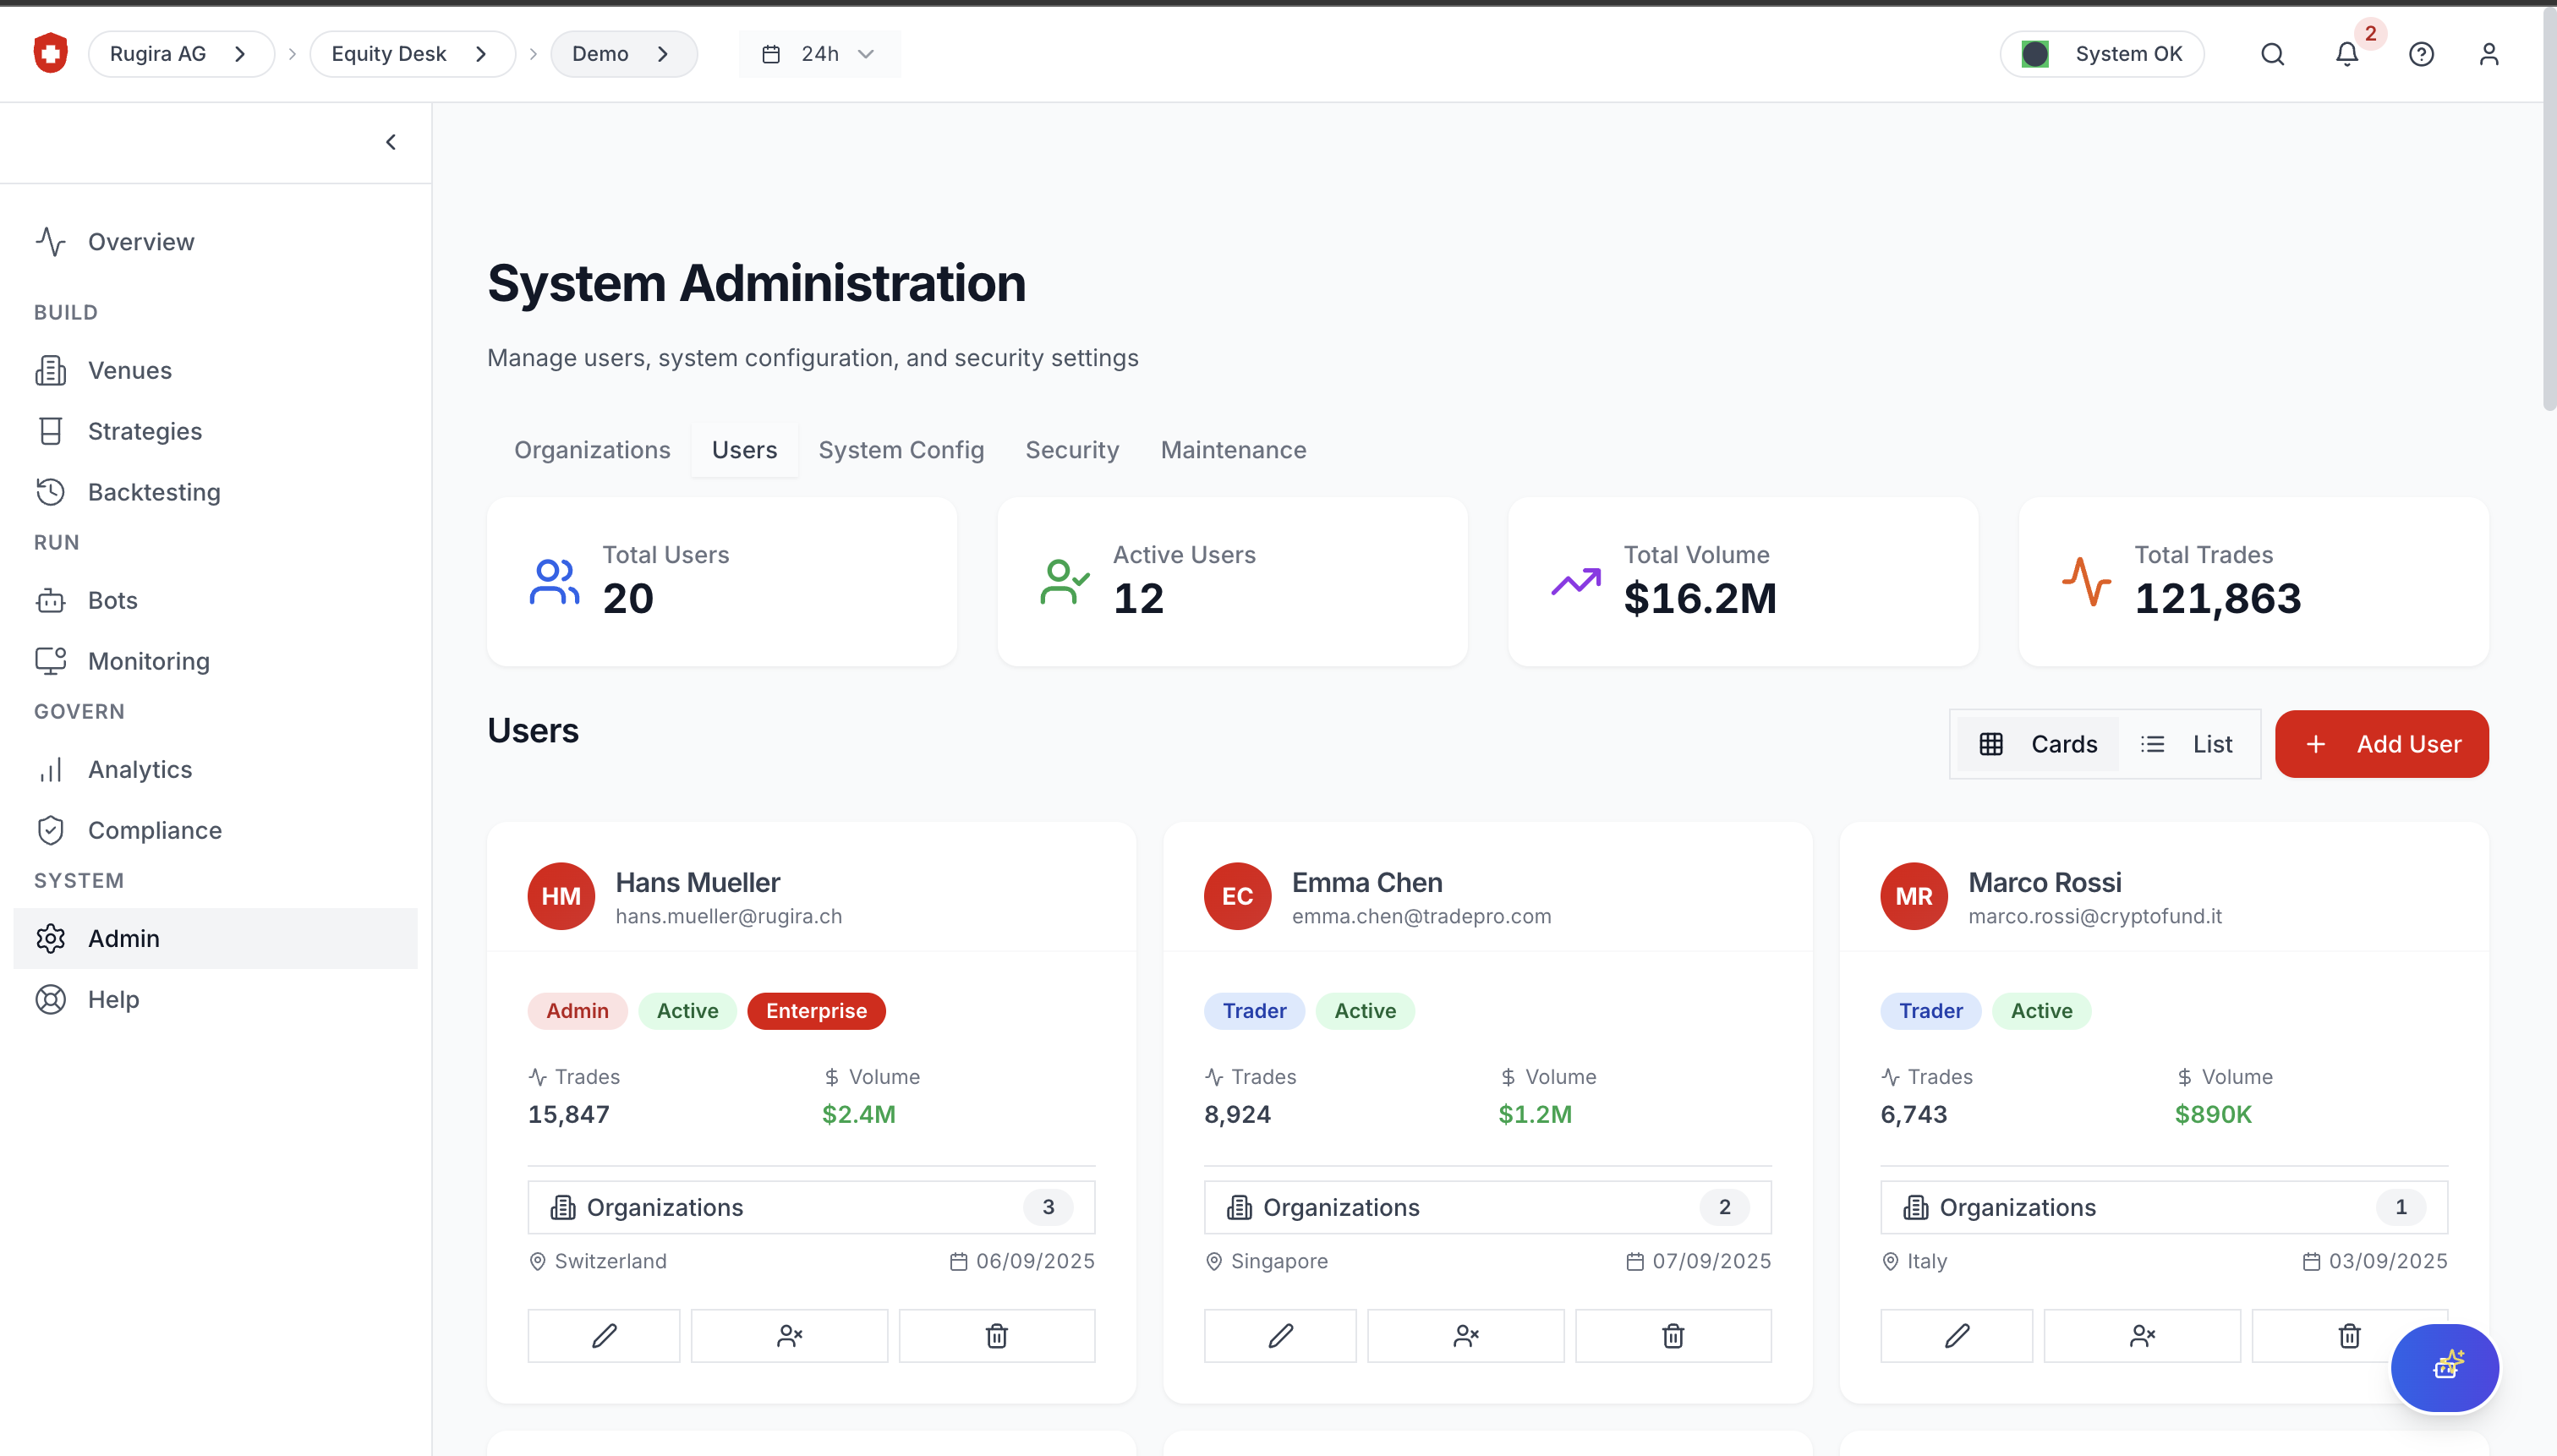 Rugira AG
Equity Desk
Demo
24h
System OK
2
Overview
BUILD
Venues
Strategies
Backtesting
RUN
Bots
Monitoring
GOVERN
Analytics
Compliance
SYSTEM
Admin
Help
System Administration
Manage users, system configuration, and security settings
Organizations Users System Config Security Maintenance
Total Users
20
Active Users
12
Total Volume
$16.2M
Total Trades
121,863
Users
Cards List
+ Add User
HM
Hans Mueller
hans.mueller@rugira.ch
Admin Active Enterprise
Trades $ Volume
15,847 $2.4M
Organizations 3
Switzerland 06/09/2025
EC
Emma Chen
emma.chen@tradepro.com
Trader Active
Trades $ Volume
8,924 $1.2M
Organizations 2
Singapore 07/09/2025
MR
Marco Rossi
marco.rossi@cryptofund.it
Trader Active
Trades $ Volume
6,743 $890K
Organizations 1
Italy 03/09/2025